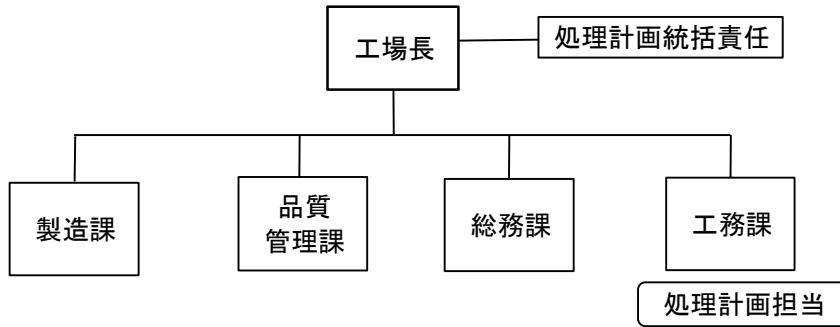 工場長
処理計画統括責任
製造課
品質
管理課
総務課
工務課
処理計画担当